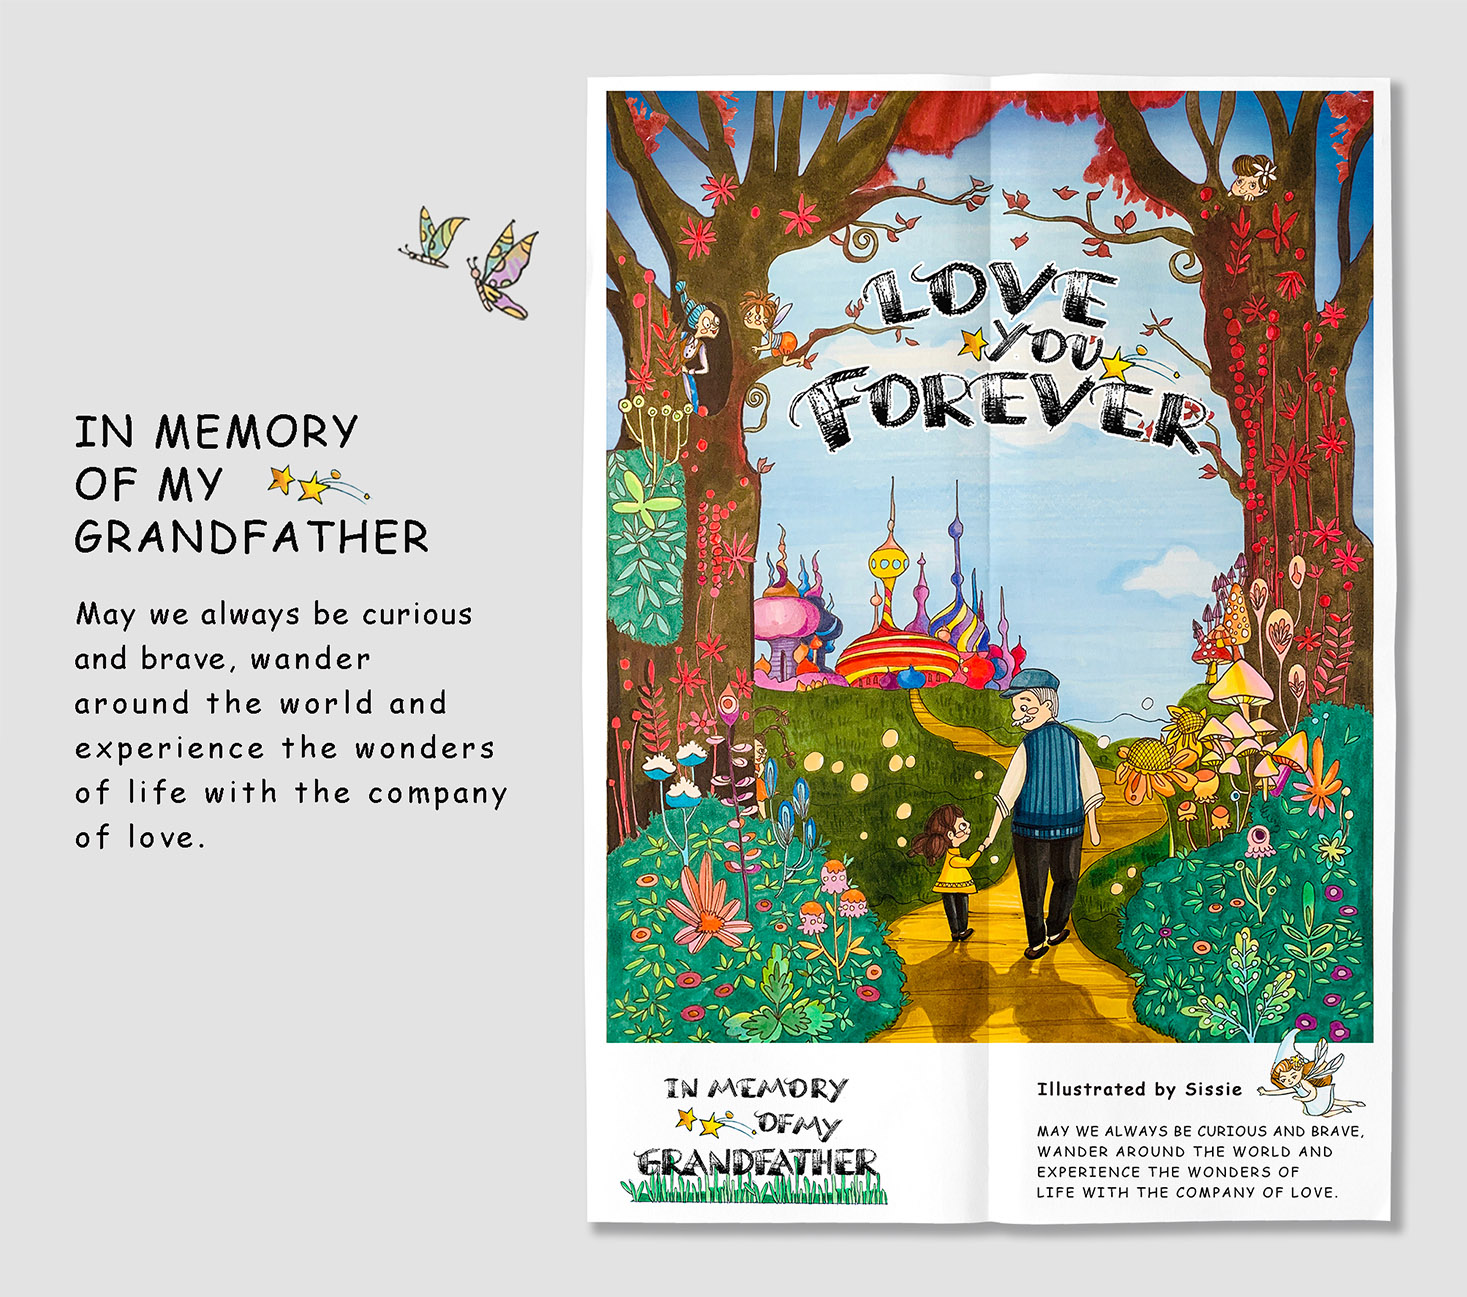 IN MEMORY
OF MY
GRANDFATHER
May we always be curious
and brave, wander
around the world and
experience the wonders
of life with the company
of love.
LOVE
YOU
FOREVER
IN MEMORY
OF MY
GRANDFATHER
Illustrated by Sissie
MAY WE ALWAYS BE CURIOUS AND BRAVE,
WANDER AROUND THE WORLD AND
EXPERIENCE THE WONDERS OF
LIFE WITH THE COMPANY OF LOVE.